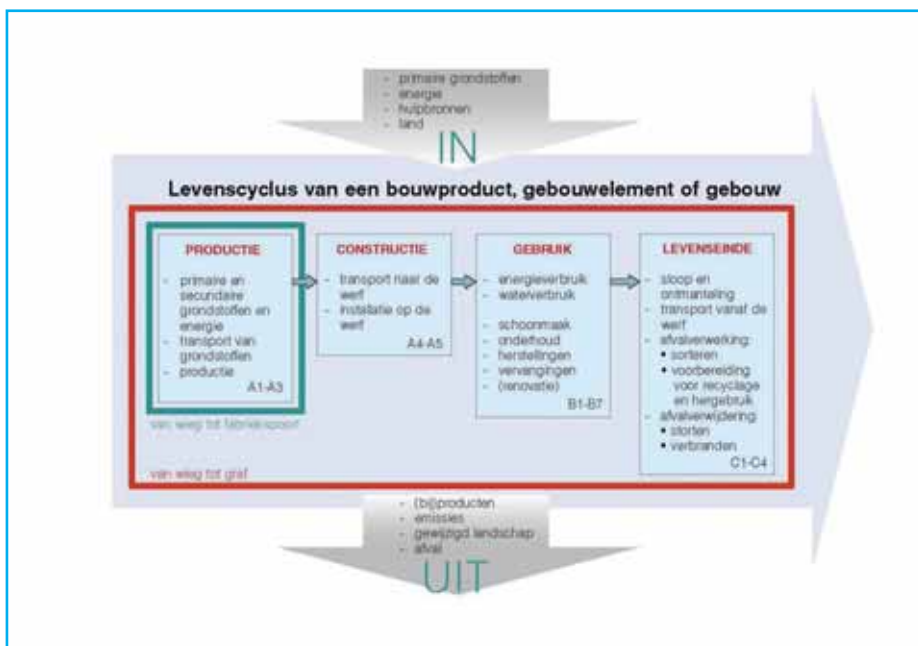 - primaire grondstoffen
- energie
- hulpbronnen
- land
IN
Levenscyclus van een bouwproduct, gebouwelement of gebouw
PRODUCTIE
- primaire en
secundaire
grondstoffen en
energie
- transport van
grondstoffen
- productie
A1-A3
van wieg tot fabriekspoort
CONSTRUCTIE
- transport naar de
werf
- installatie op de
werf
A4-A5
GEBRUIK
- energieverbruik
- waterverbruik
- schoonmaak
- onderhoud
- herstellingen
- vervangingen
- (renovatie)
B1-B7
LEVENSEINDE
- sloop en
ontmanteling
- transport vanaf de
werf
- afvalverwerking:
• sorteren
• voorbereiding
voor recyclage
en hergebruik
- afvalverwijdering:
• storten
• verbranden
C1-C4
van wieg tot graf
- (bij)producten
- emissies
- gewijzigd landschap
- afval
UIT